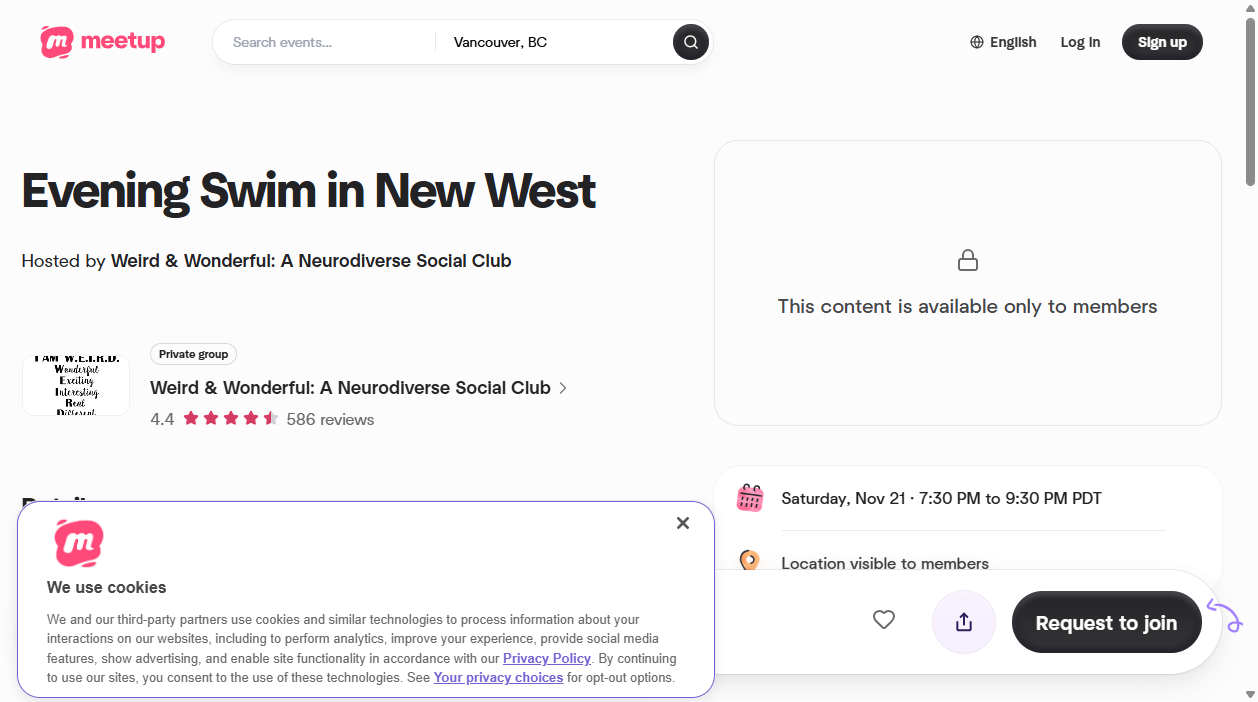 meetup
Search events...
Vancouver, BC
English
Log in
Sign up
Evening Swim in New West
Hosted by Weird & Wonderful: A Neurodiverse Social Club
This content is available only to members
I AM W.E.I.R.D.
Wonderful
Exciting
Interesting
Real
Different
Private group
Weird & Wonderful: A Neurodiverse Social Club
4.4
586 reviews
Saturday, Nov 21 · 7:30 PM to 9:30 PM PDT
Location visible to members
Request to join
m
We use cookies
We and our third-party partners use cookies and similar technologies to process information about your
interactions on our websites, including to perform analytics, improve your experience, provide social media
features, show advertising, and enable site functionality in accordance with our Privacy Policy. By continuing
to use our sites, you consent to the use of these technologies. See Your privacy choices for opt-out options.